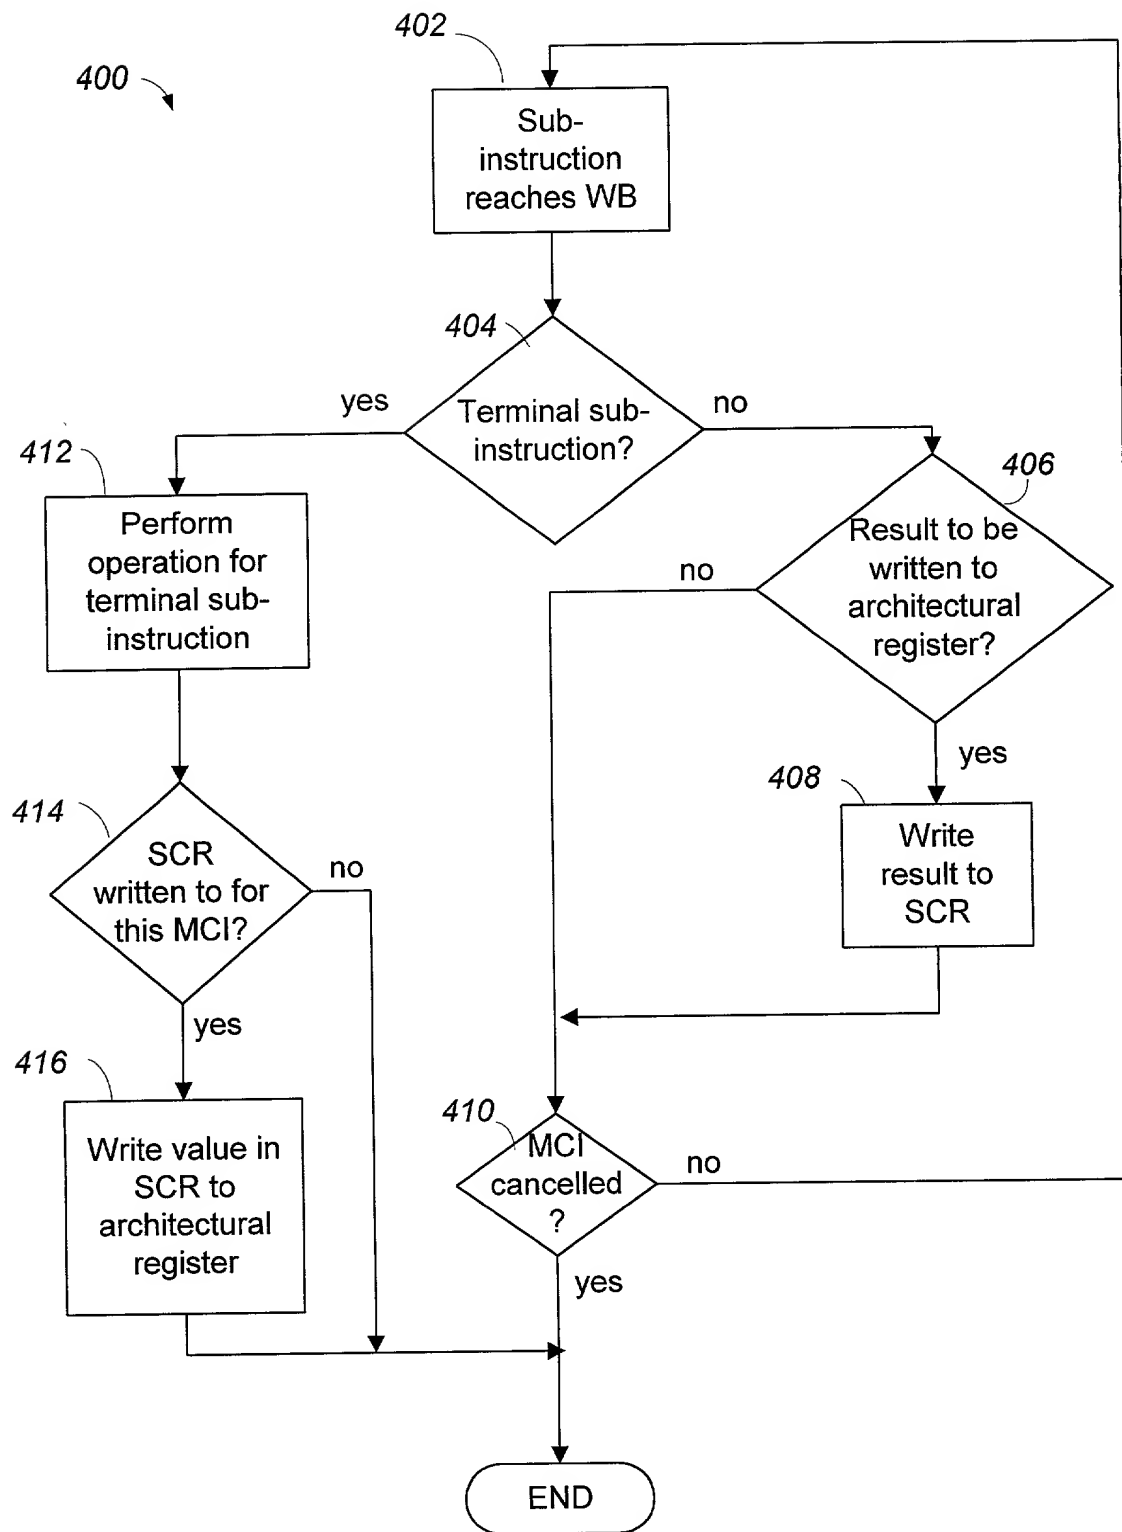 402
400
Sub-
instruction
reaches WB
404
yes
Terminal sub-
instruction?
no
412
406
Perform
operation for
terminal sub-
instruction
Result to be
written to
architectural
register?
no
yes
408
414
SCR
written to for
this MCI?
no
Write
result to
SCR
yes
416
410
Write value in
SCR to
architectural
register
MCI
cancelled
?
no
yes
END